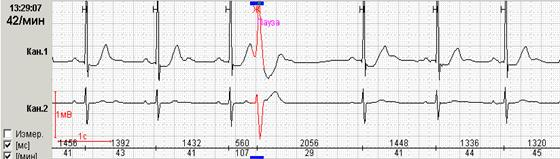 13:29:07
42/мин
Пауза
Кан.1
Кан.2
1мВ
1с
Измер.
[мс] 1456 1392 1432 560 2056 1448 1336 1320
[/мин] 41 43 41 107 29 41 44 45